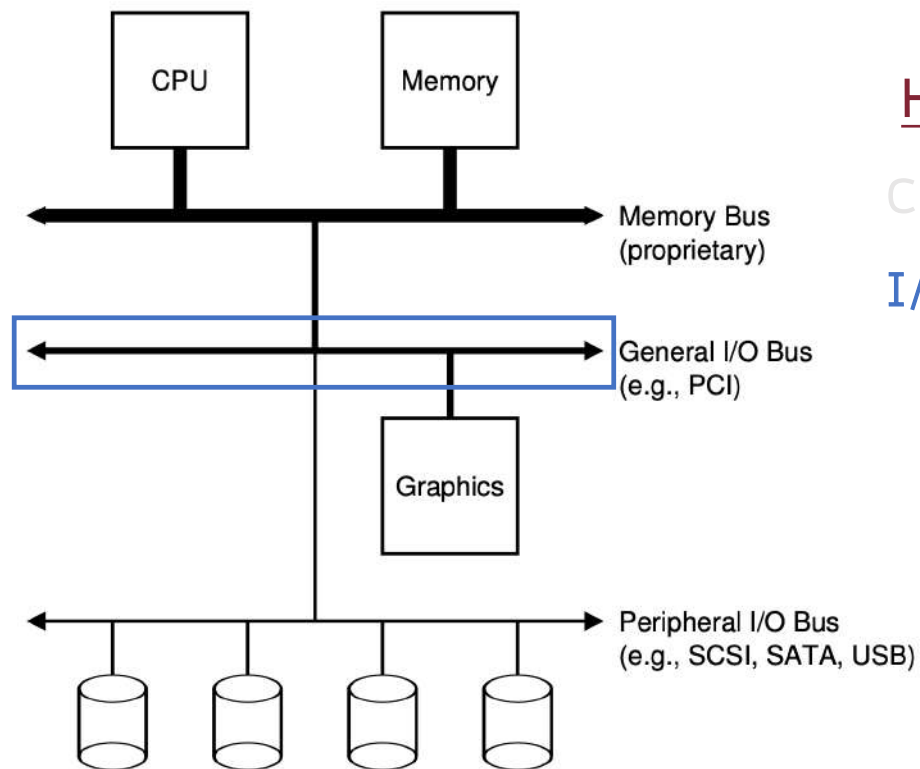 CPU
Memory
H
C
Memory Bus
(proprietary)
I/
General I/O Bus
(e.g., PCI)
Graphics
Peripheral I/O Bus
(e.g., SCSI, SATA, USB)